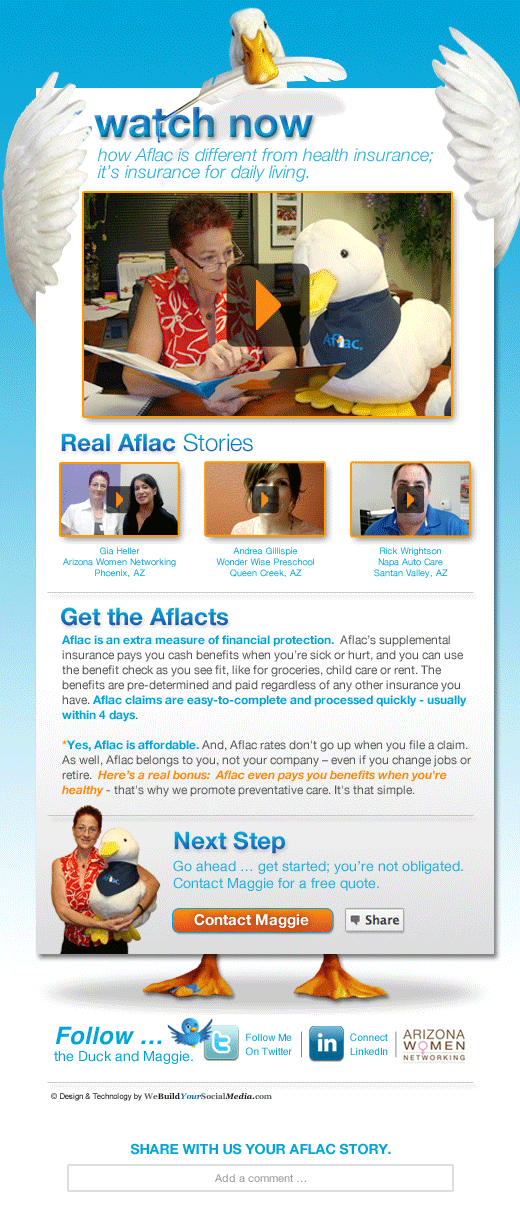 watch now
how Aflac is different from health insurance;
it's insurance for daily living.
Aflac.
Real Aflac Stories
Gia Heller
Arizona Women Networking
Phoenix, AZ
Andrea Gillispie
Wonder Wise Preschool
Queen Creek, AZ
Rick Wrightson
Napa Auto Care
Santan Valley, AZ
Get the Aflacts
Aflac is an extra measure of financial protection. Aflac's supplemental
insurance pays you cash benefits when you're sick or hurt, and you can use
the benefit check as you see fit, like for groceries, child care or rent. The
benefits are pre-determined and paid regardless of any other insurance you
have. Aflac claims are easy-to-complete and processed quickly - usually
within 4 days.
*Yes, Aflac is affordable. And, Aflac rates don't go up when you file a claim.
As well, Aflac belongs to you, not your company – even if you change jobs or
retire. Here's a real bonus: Aflac even pays you benefits when you're
healthy - that's why we promote preventative care. It's that simple.
Aflac.
Next Step
Go ahead ... get started; you're not obligated.
Contact Maggie for a free quote.
Contact Maggie
Share
Follow ...
the Duck and Maggie.
t
Follow Me
On Twitter
in
Connect
LinkedIn
ARIZONA
WOMEN
NETWORKING
© Design & Technology by WeBuildYourSocialMedia.com
SHARE WITH US YOUR AFLAC STORY.
Add a comment ...